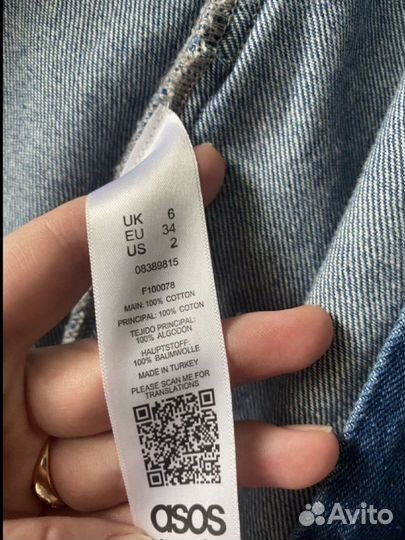 UK 6
EU 34
US 2
08389815
F100078
MAIN: 100% COTTON
PRINCIPAL: 100% COTON
TEJIDO PRINCIPAL:
100% ALGODÓN
HAUPTSTOFF:
100% BAUMWOLLE
MADE IN TURKEY
PLEASE SCAN ME FOR
TRANSLATIONS
asos
Avito